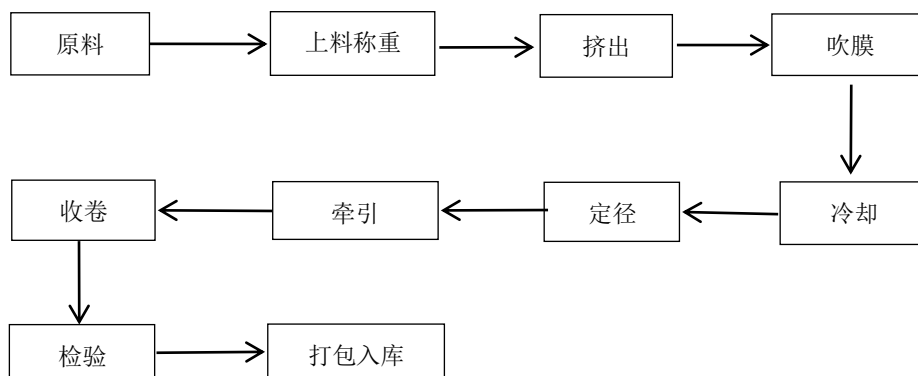 原料
上料称重
挤出
吹膜
冷却
定径
牵引
收卷
检验
打包入库